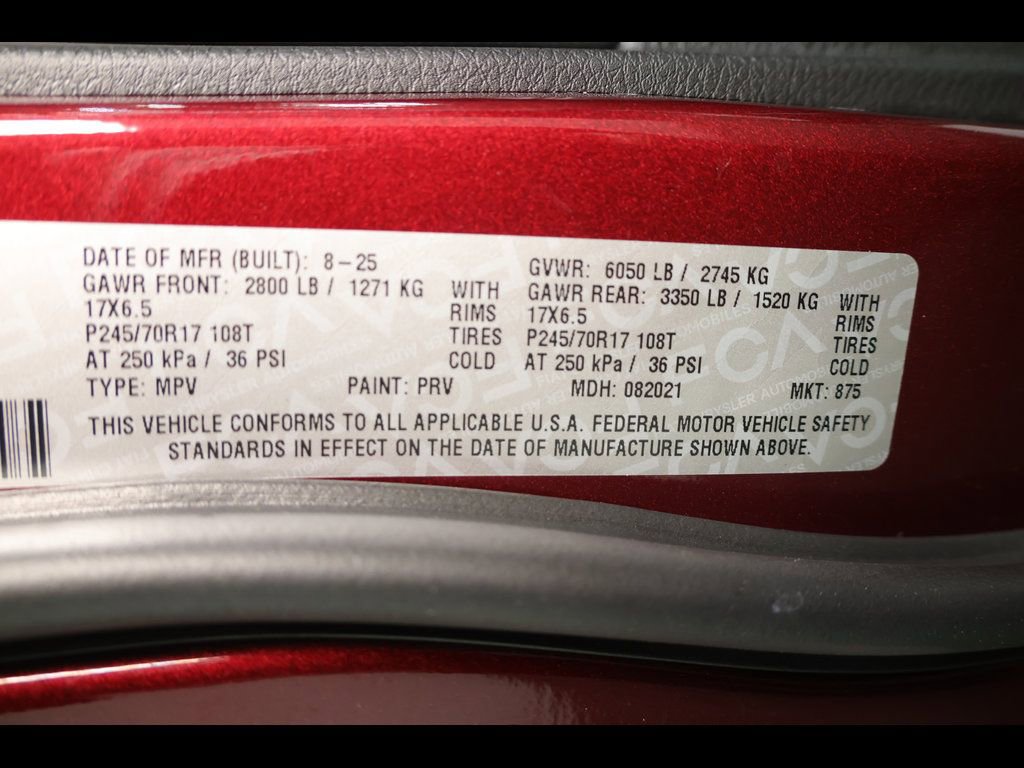 DATE OF MFR (BUILT): 8-25 GVWR: 6050 LB / 2745 KG
GAWR FRONT: 2800 LB / 1271 KG WITH GAWR REAR: 3350 LB / 1520 KG WITH
17X6.5 RIMS 17X6.5 RIMS
P245/70R17 108T TIRES P245/70R17 108T TIRES
AT 250 kPa / 36 PSI COLD AT 250 kPa / 36 PSI COLD
TYPE: MPV PAINT: PRV MDH: 082021 MKT: 875
THIS VEHICLE CONFORMS TO ALL APPLICABLE U.S.A. FEDERAL MOTOR VEHICLE SAFETY
STANDARDS IN EFFECT ON THE DATE OF MANUFACTURE SHOWN ABOVE.